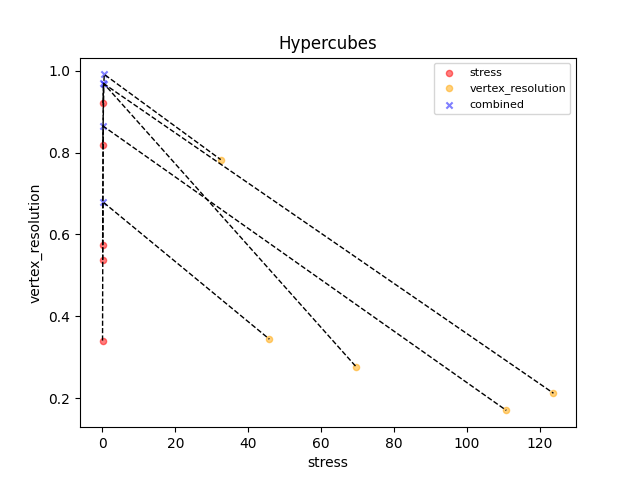 Hypercubes
stress
vertex_resolution
combined
1.0
0.8
0.6
0.4
0.2
vertex_resolution
0
20
40
60
80
100
120
stress